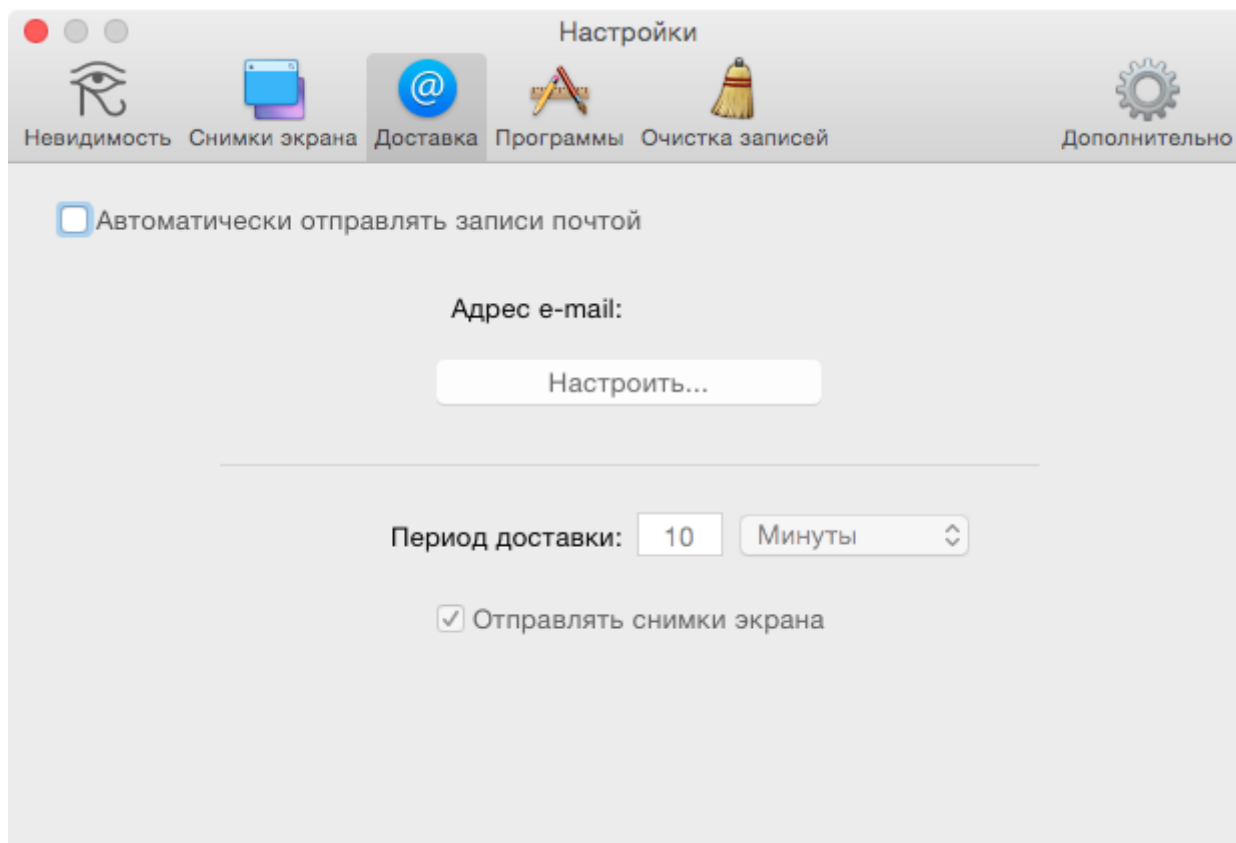 Настройки
Невидимость Снимки экрана Доставка Программы Очистка записей Дополнительно
Автоматически отправлять записи почтой
Адрес e-mail:
Настроить...
Период доставки: 10 Минуты
Отправлять снимки экрана